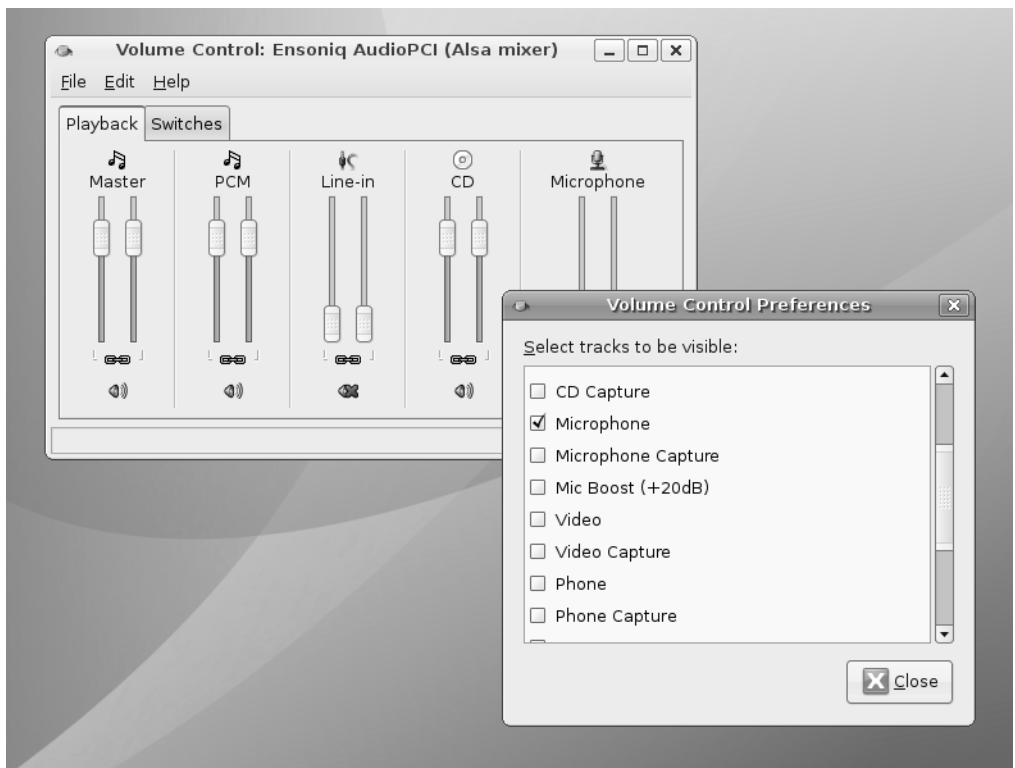 Volume Control: Ensoniq AudioPCI (Alsa mixer)
File Edit Help
Playback Switches
Master PCM Line-in CD Microphone
Volume Control Preferences
Select tracks to be visible:
CD Capture
Microphone
Microphone Capture
Mic Boost (+20dB)
Video
Video Capture
Phone
Phone Capture
Close